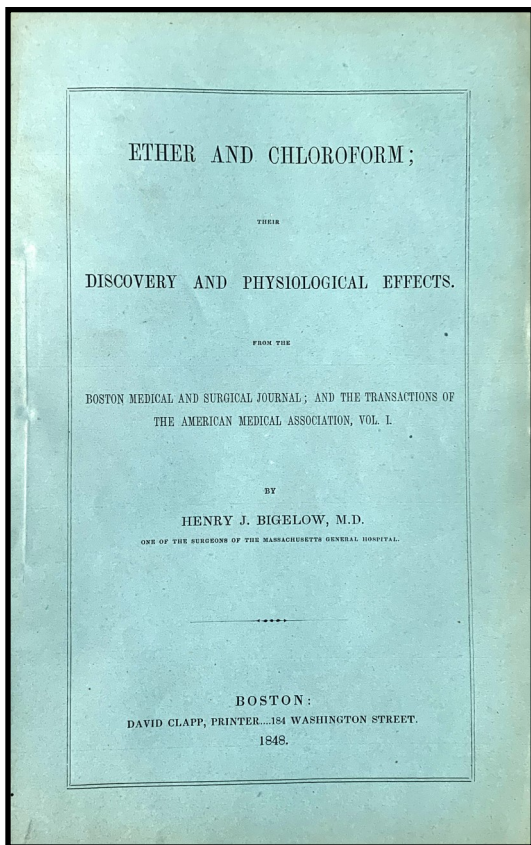 ETHER AND CHLOROFORM;
THEIR
DISCOVERY AND PHYSIOLOGICAL EFFECTS.
FROM THE
BOSTON MEDICAL AND SURGICAL JOURNAL; AND THE TRANSACTIONS OF
THE AMERICAN MEDICAL ASSOCIATION, VOL. I.
BY
HENRY J. BIGELOW, M.D.
ONE OF THE SURGEONS OF THE MASSACHUSETTS GENERAL HOSPITAL.
BOSTON:
DAVID CLAPP, PRINTER....184 WASHINGTON STREET.
1848.